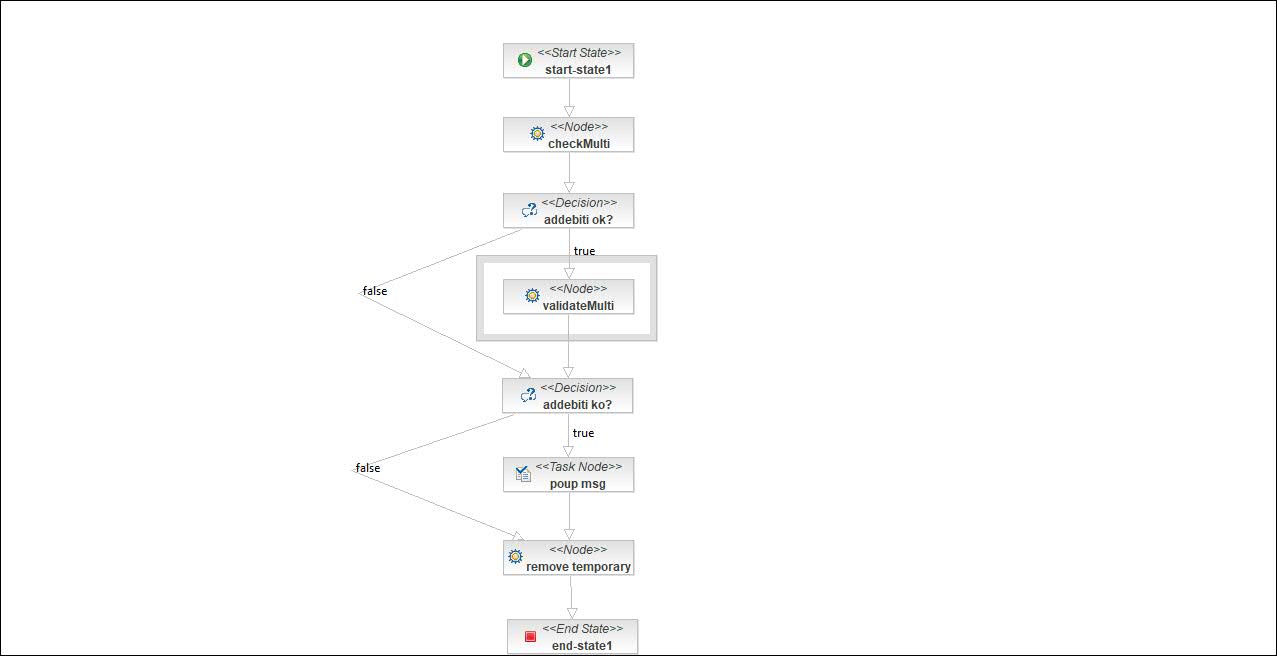 <<Start State>>
start-state1
<<Node>>
checkMulti
<<Decision>>
addebiti ok?
true
false
<<Node>>
validateMulti
<<Decision>>
addebiti ko?
true
false
<<Task Node>>
poup msg
<<Node>>
remove temporary
<<End State>>
end-state1